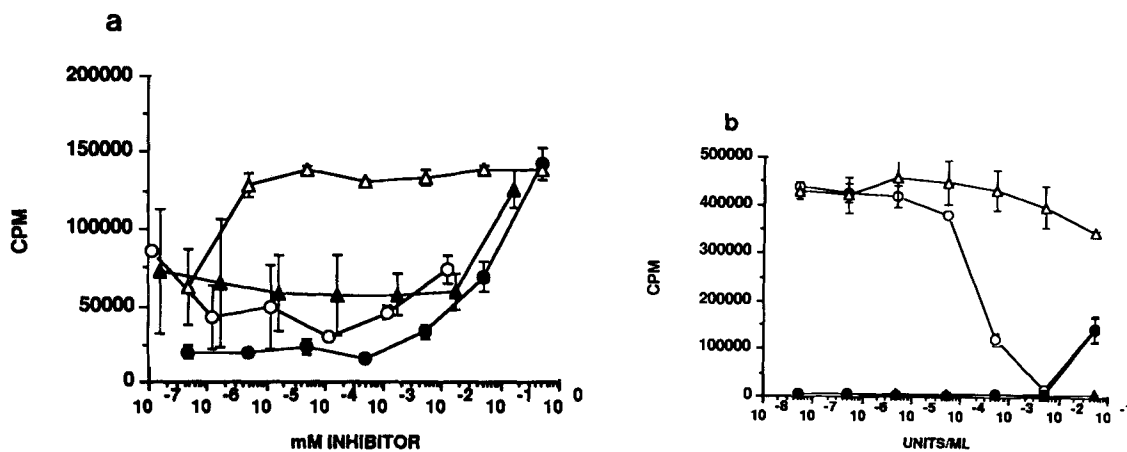 a
200000
150000
100000
50000
0
CPM
10 -7 10 -6 10 -5 10 -4 10 -3 10 -2 10 -1 10 0
mM INHIBITOR
b
500000
400000
300000
200000
100000
0
CPM
10 -8 10 -7 10 -6 10 -5 10 -4 10 -3 10 -2 10 -1
UNITS/ML